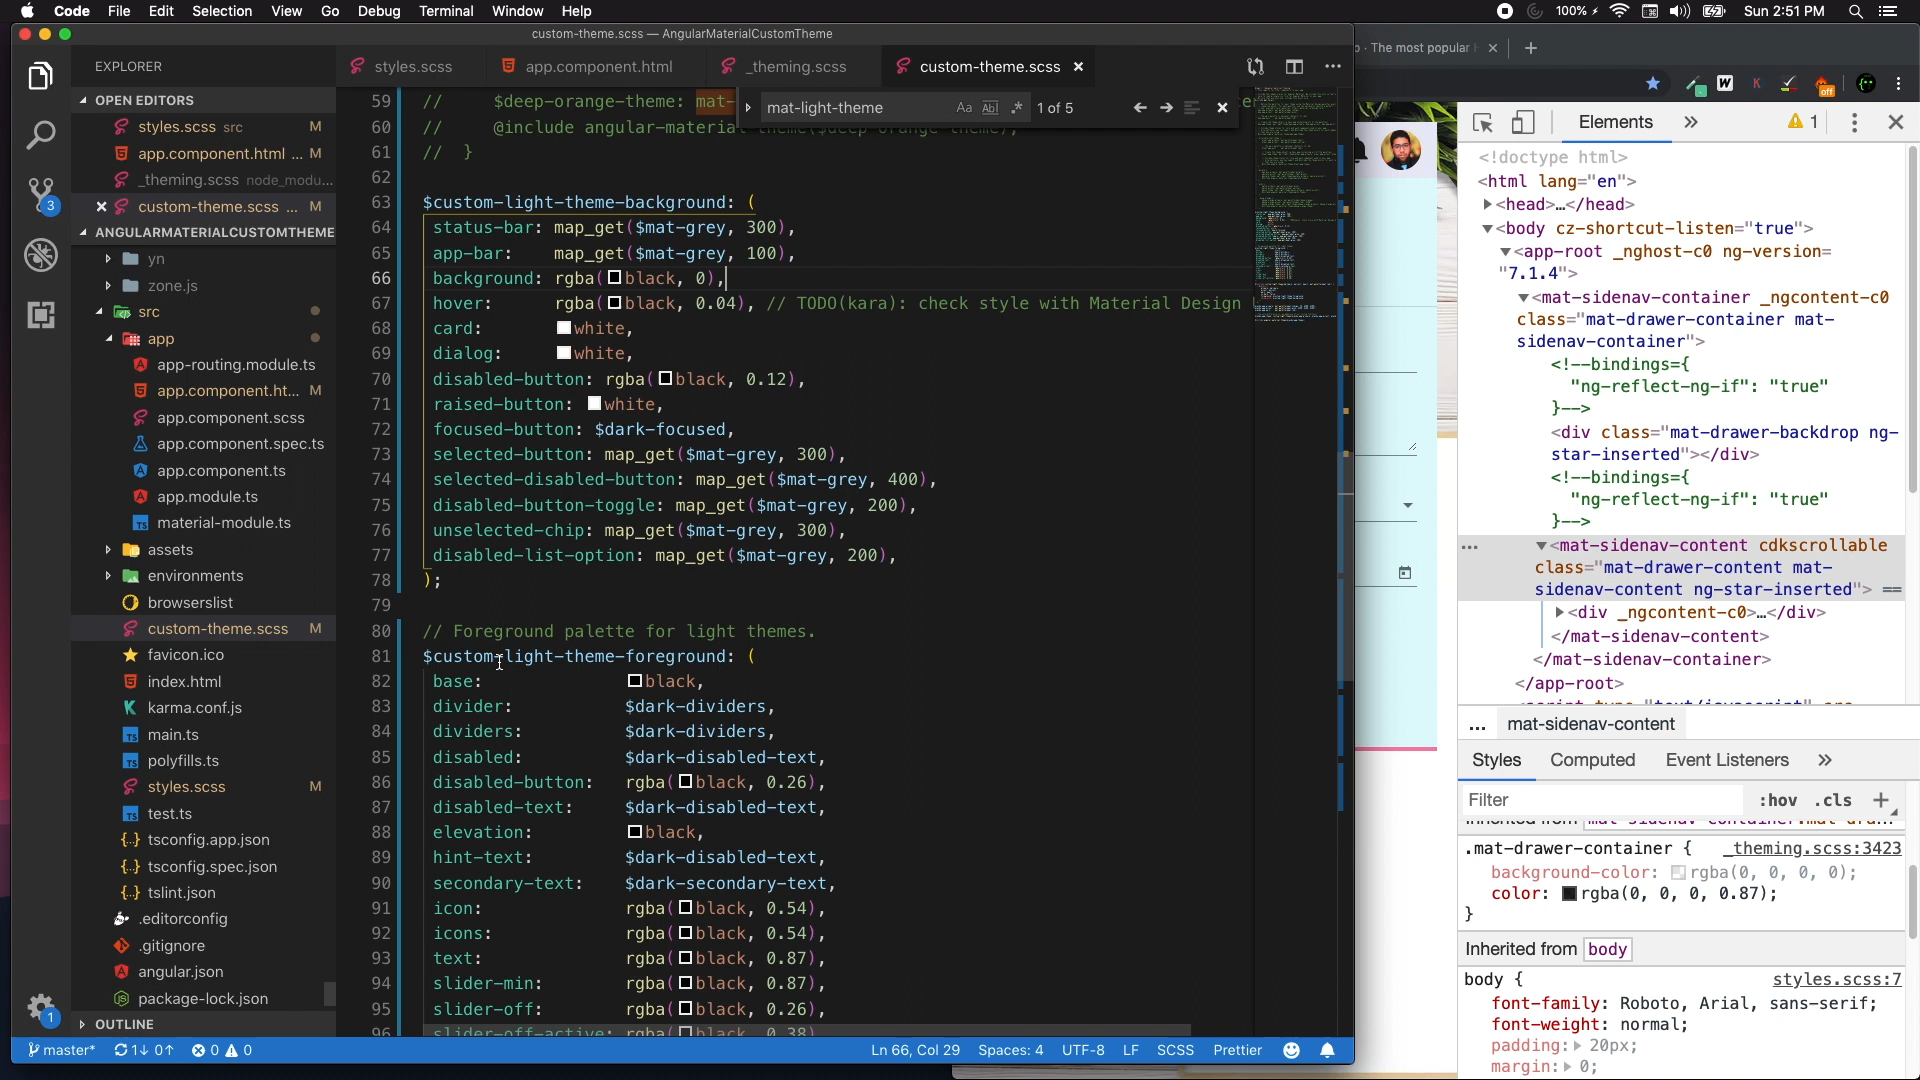 Code File Edit Selection View Go Debug Terminal Window Help
100% Sun 2:51 PM
custom-theme.scss — AngularMaterialCustomTheme
EXPLORER
OPEN EDITORS
styles.scss src M
app.component.html ... M
_theming.scss node_modu...
custom-theme.scss ... M
ANGULARMATERIALCUSTOMTHEME
yn
zone.js
src
app
app-routing.module.ts
app.component.ht... M
app.component.scss
app.component.spec.ts
app.component.ts
app.module.ts
material-module.ts
assets
environments
browserslist
custom-theme.scss M
favicon.ico
index.html
karma.conf.js
main.ts
polyfills.ts
styles.scss M
test.ts
tsconfig.app.json
tsconfig.spec.json
tslint.json
.editorconfig
.gitignore
angular.json
package-lock.json
OUTLINE
3
1
styles.scss
app.component.html
_theming.scss
custom-theme.scss
mat-light-theme
Aa Abl .* 1 of 5
59 // $deep-orange-theme: mat-
60 // @include angular-material-theme($deep-orange-theme);
61 // }
62
63 $custom-light-theme-background: (
64 status-bar: map_get($mat-grey, 300),
65 app-bar: map_get($mat-grey, 100),
66 background: rgba(black, 0),
67 hover: rgba(black, 0.04), // TODO(kara): check style with Material Design
68 card: white,
69 dialog: white,
70 disabled-button: rgba(black, 0.12),
71 raised-button: white,
72 focused-button: $dark-focused,
73 selected-button: map_get($mat-grey, 300),
74 selected-disabled-button: map_get($mat-grey, 400),
75 disabled-button-toggle: map_get($mat-grey, 200),
76 unselected-chip: map_get($mat-grey, 300),
77 disabled-list-option: map_get($mat-grey, 200),
78 );
79
80 // Foreground palette for light themes.
81 $custom-light-theme-foreground: (
82 base: black,
83 divider: $dark-dividers,
84 dividers: $dark-dividers,
85 disabled: $dark-disabled-text,
86 disabled-button: rgba(black, 0.26),
87 disabled-text: $dark-disabled-text,
88 elevation: black,
89 hint-text: $dark-disabled-text,
90 secondary-text: $dark-secondary-text,
91 icon: rgba(black, 0.54),
92 icons: rgba(black, 0.54),
93 text: rgba(black, 0.87),
94 slider-min: rgba(black, 0.87),
95 slider-off: rgba(black, 0.26),
96 slider-off-active: rgba(black, 0.38)
master* 1↓ 0↑ 0 0
Ln 66, Col 29 Spaces: 4 UTF-8 LF SCSS Prettier
· The most popular
W K off
Elements » 1
<!doctype html>
<html lang="en">
<head>…</head>
<body cz-shortcut-listen="true">
<app-root _nghost-c0 ng-version=
"7.1.4">
<mat-sidenav-container _ngcontent-c0
class="mat-drawer-container mat-
sidenav-container">
<!--bindings={
"ng-reflect-ng-if": "true"
}-->
<div class="mat-drawer-backdrop ng-
star-inserted"></div>
<!--bindings={
"ng-reflect-ng-if": "true"
}-->
<mat-sidenav-content cdkscrollable
class="mat-drawer-content mat-
sidenav-content ng-star-inserted"> ==
<div _ngcontent-c0>…</div>
</mat-sidenav-content>
</mat-sidenav-container>
</app-root>
... mat-sidenav-content
Styles Computed Event Listeners »
Filter :hov .cls +
.mat-drawer-container { _theming.scss:3423
background-color: rgba(0, 0, 0, 0);
color: rgba(0, 0, 0, 0.87);
}
Inherited from body
body { styles.scss:7
font-family: Roboto, Arial, sans-serif;
font-weight: normal;
padding: 20px;
margin: 0;